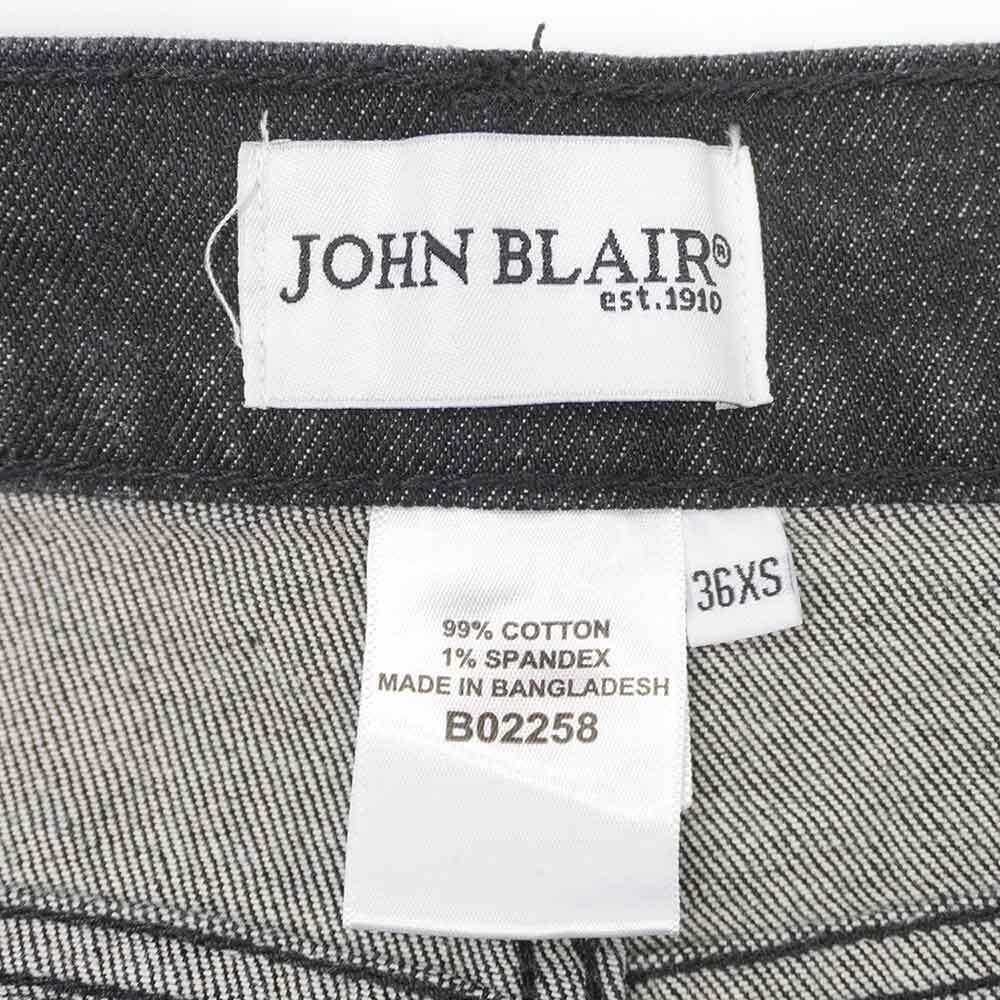 JOHN BLAIR®
est.1910
36XS
99% COTTON
1% SPANDEX
MADE IN BANGLADESH
B02258